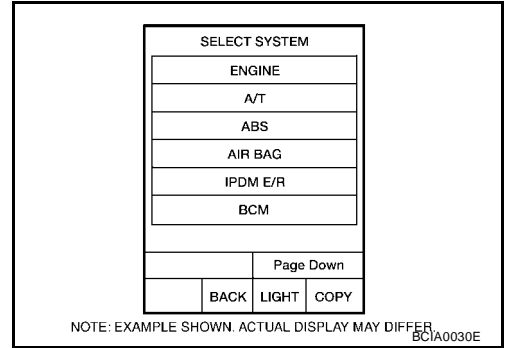 SELECT SYSTEM
ENGINE
A/T
ABS
AIR BAG
IPDM E/R
BCM
Page Down
BACK LIGHT COPY
NOTE: EXAMPLE SHOWN. ACTUAL DISPLAY MAY DIFFER.
BCIA0030E